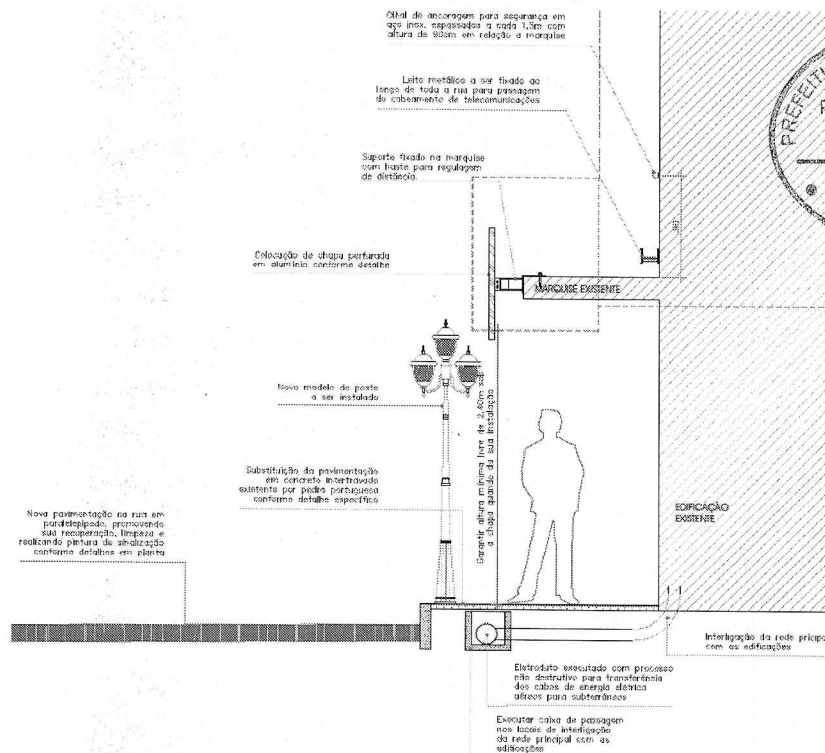 Olhal de ancoragem para segurança em
aço inox, espassadas a cada 1,5m com
altura de 90cm em relação a marquise
Leito metálico a ser fixado ao
longo de toda a rua para passagem
do cabeamento de telecomunicações
Suporte fixado na marquise
com haste para regulagem
de distância.
Colocação de chapa perfurada
em alumínio conforme detalhe
MARQUISE EXISTENTE
.90
PREFEITU
Novo modelo de poste
a ser instalado
Garantir altura mínima livre de 2,80m sob
a chapa quando da sua instalação
Substituição da pavimentação
em concreto intertravado
existente por pedra portuguesa
conforme detalhe específico
Nova pavimentação na rua em
paralelepípedo, promovendo
sua recuperação, limpeza e
realizando pintura de sinalização
conforme detalhes em planta
EDIFICAÇÃO
EXISTENTE
Interligação da rede pricipa
com as edificações
Eletroduto executado com processo
não destrutivo para transferência
dos cabos de energia elétrica
aéreos para subterrâneos
Executar caixa de passagem
nos locais de interligação
da rede principal com as
edificações